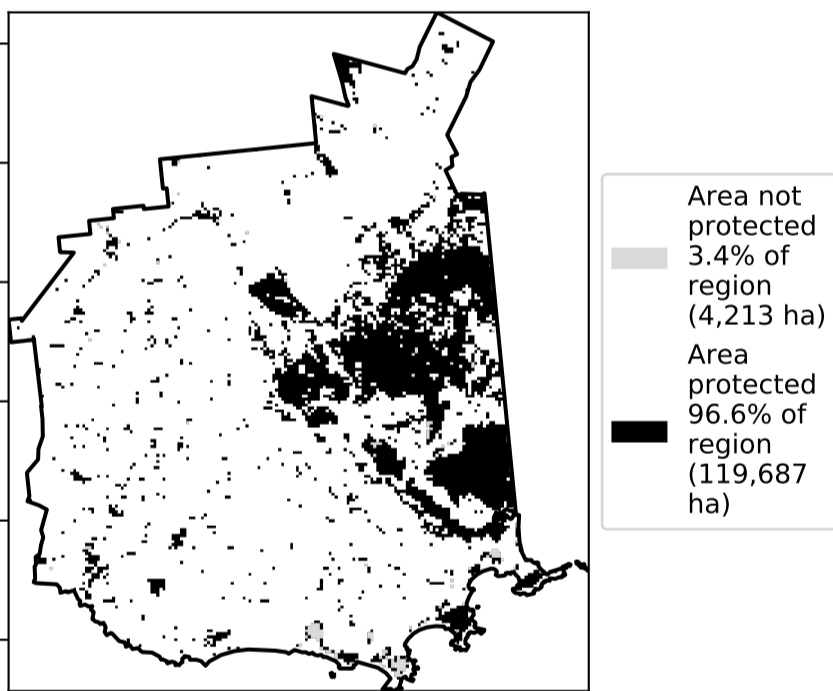 Area not
protected
3.4% of
region
(4,213 ha)
Area
protected
96.6% of
region
(119,687
ha)